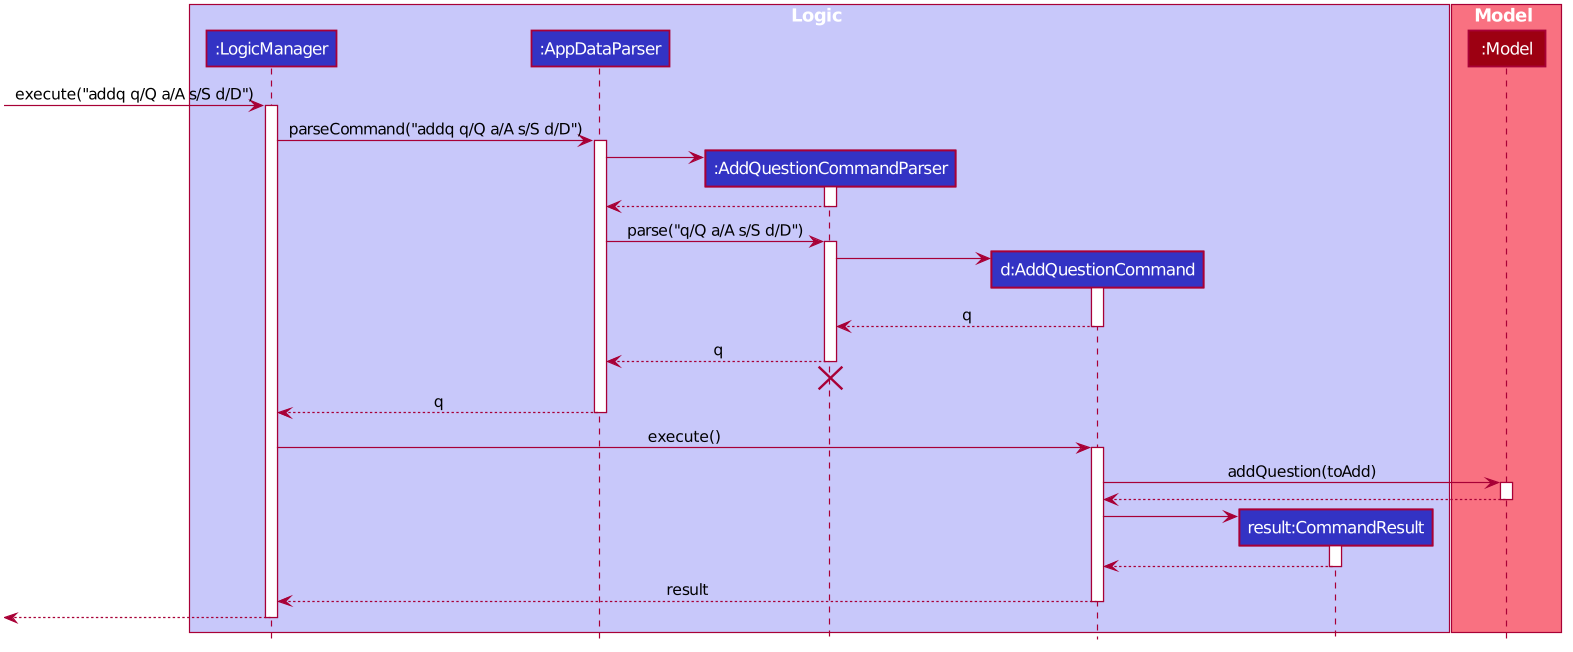 Logic
Model
:LogicManager
:AppDataParser
:Model
execute("addq q/Q a/A s/S d/D")
parseCommand("addq q/Q a/A s/S d/D")
:AddQuestionCommandParser
parse("q/Q a/A s/S d/D")
d:AddQuestionCommand
q
q
q
execute()
addQuestion(toAdd)
result:CommandResult
result